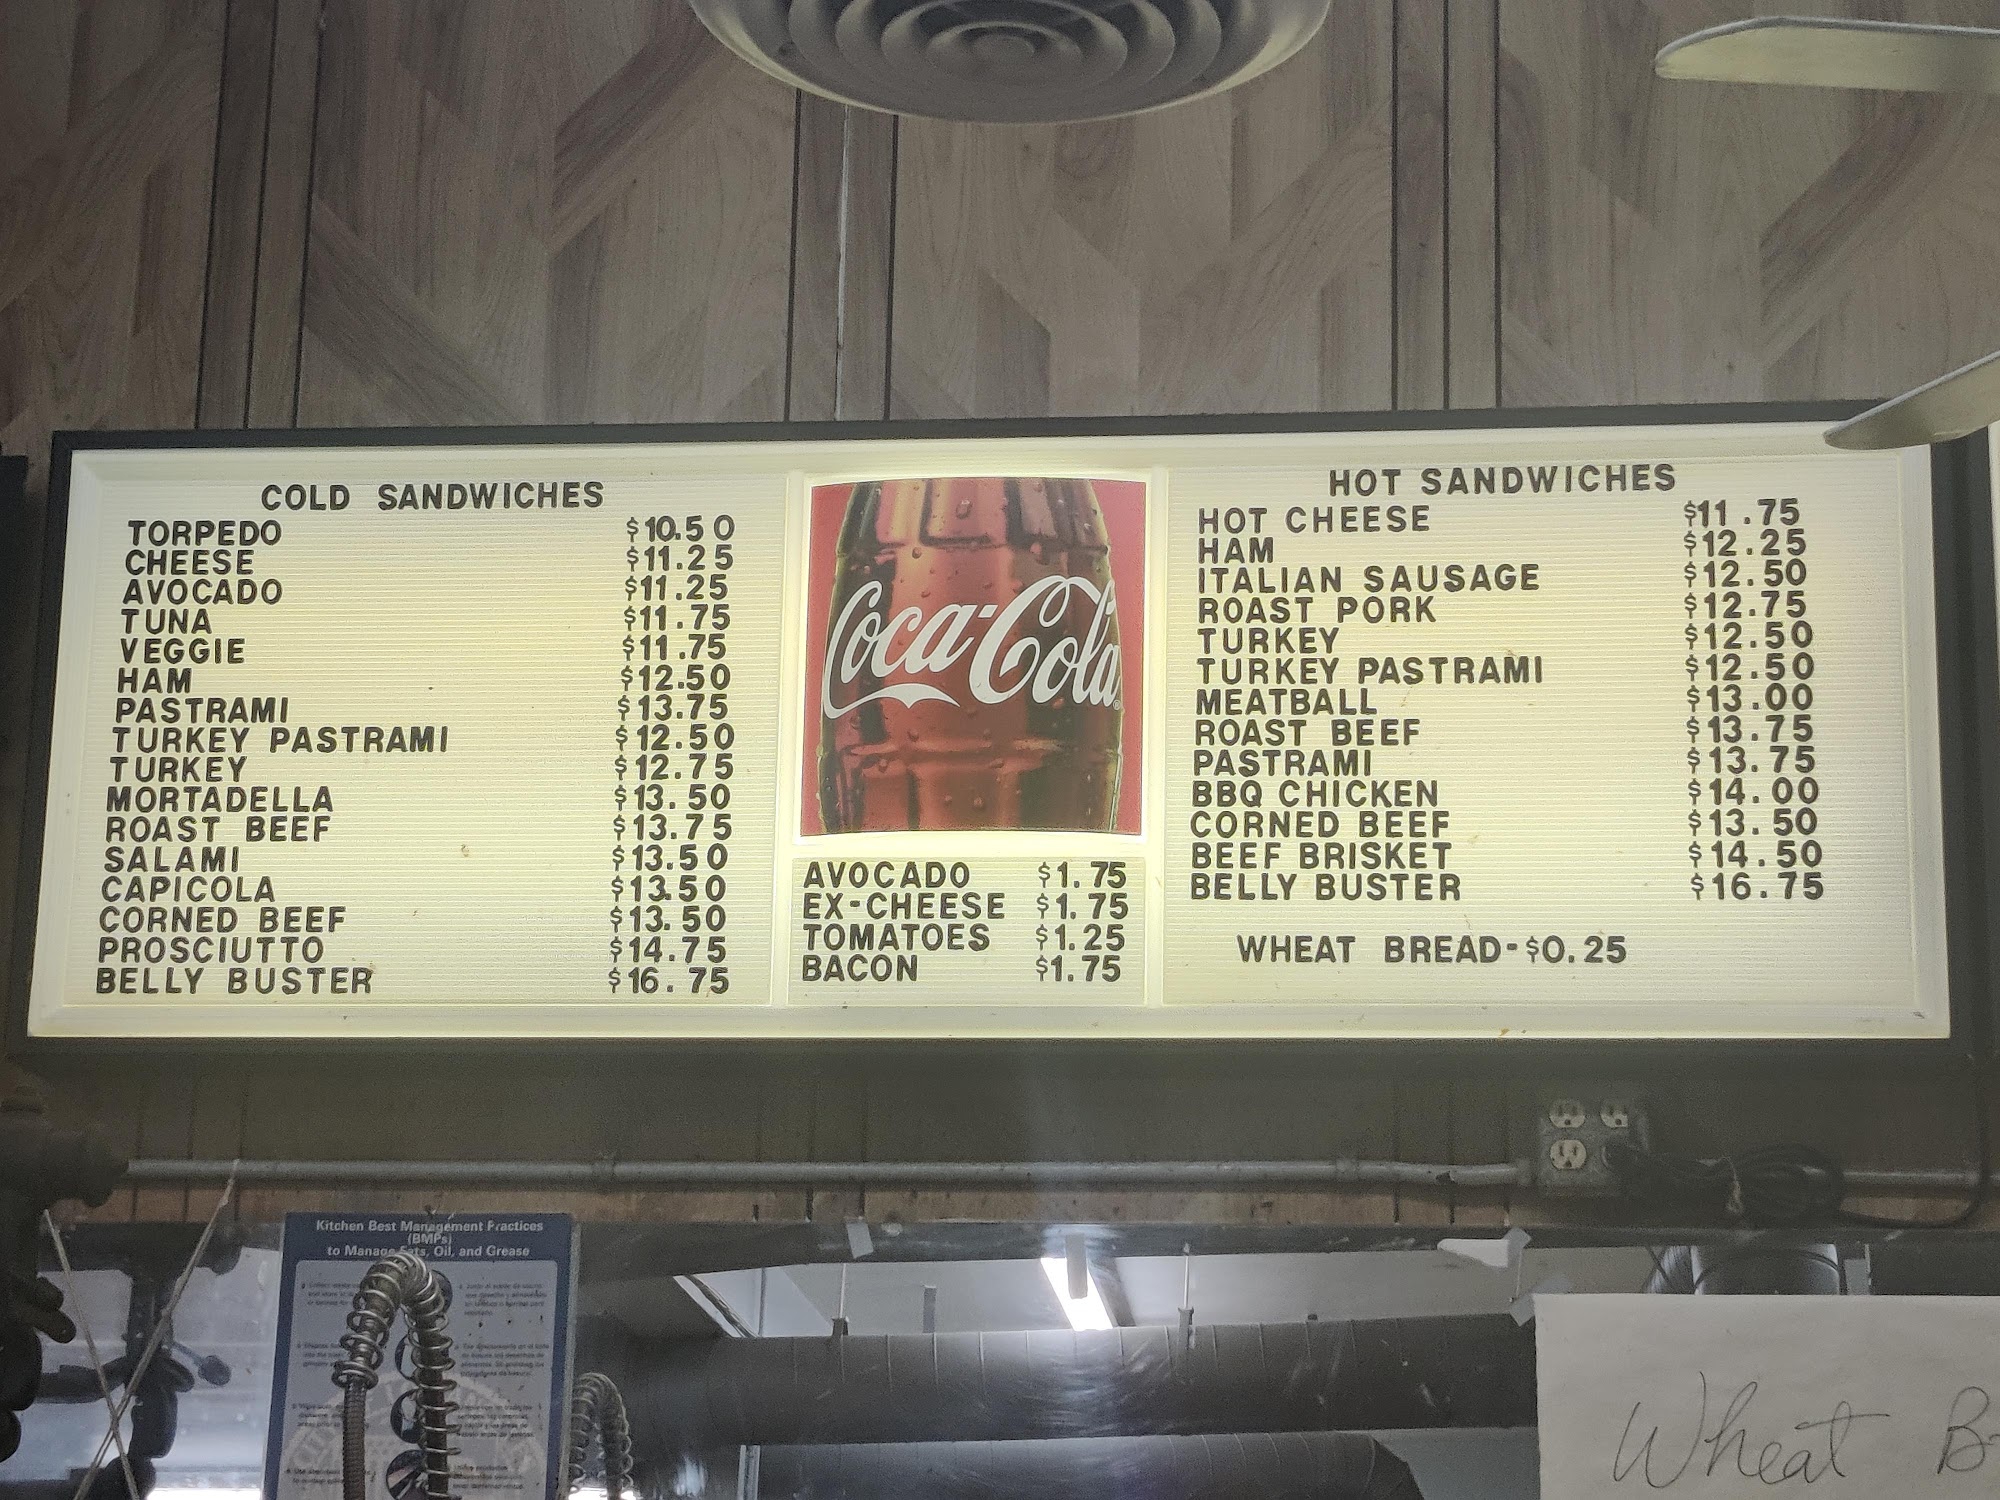 COLD SANDWICHES
TORPEDO $10.50
CHEESE $11.25
AVOCADO $11.25
TUNA $11.75
VEGGIE $11.75
HAM $12.50
PASTRAMI $13.75
TURKEY PASTRAMI $12.50
TURKEY $12.75
MORTADELLA $13.50
ROAST BEEF $13.75
SALAMI $13.50
CAPICOLA $13.50
CORNED BEEF $13.50
PROSCIUTTO $14.75
BELLY BUSTER $16.75
Coca-Cola
AVOCADO $1.75
EX-CHEESE $1.75
TOMATOES $1.25
BACON $1.75
HOT SANDWICHES
HOT CHEESE $11.75
HAM $12.25
ITALIAN SAUSAGE $12.50
ROAST PORK $12.75
TURKEY $12.50
TURKEY PASTRAMI $12.50
MEATBALL $13.00
ROAST BEEF $13.75
PASTRAMI $13.75
BBQ CHICKEN $14.00
CORNED BEEF $13.50
BEEF BRISKET $14.50
BELLY BUSTER $16.75
WHEAT BREAD-$0.25
Kitchen Best Management Practices
(BMPs)
to Manage Fats, Oil, and Grease
Wheat